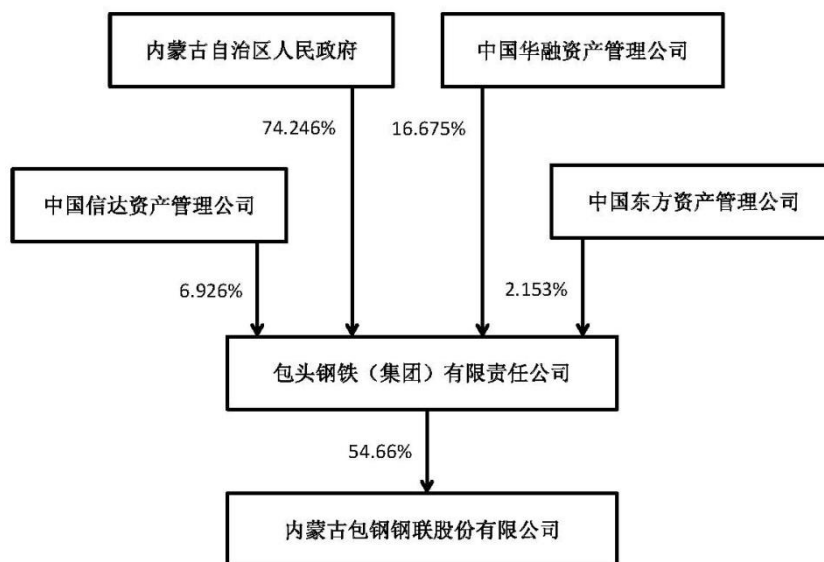 内蒙古自治区人民政府
中国华融资产管理公司
74.246%
16.675%
中国信达资产管理公司
中国东方资产管理公司
6.926%
2.153%
包头钢铁（集团）有限责任公司
54.66%
内蒙古包钢钢联股份有限公司